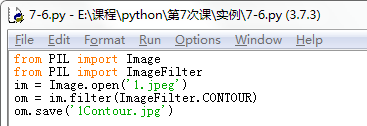 7-6.py - E:\课程\python\第7次课\实例\7-6.py (3.7.3)
File Edit Format Run Options Window Help
from PIL import Image
from PIL import ImageFilter
im = Image.open('1.jpeg')
om = im.filter(ImageFilter.CONTOUR)
om.save('1Contour.jpg')